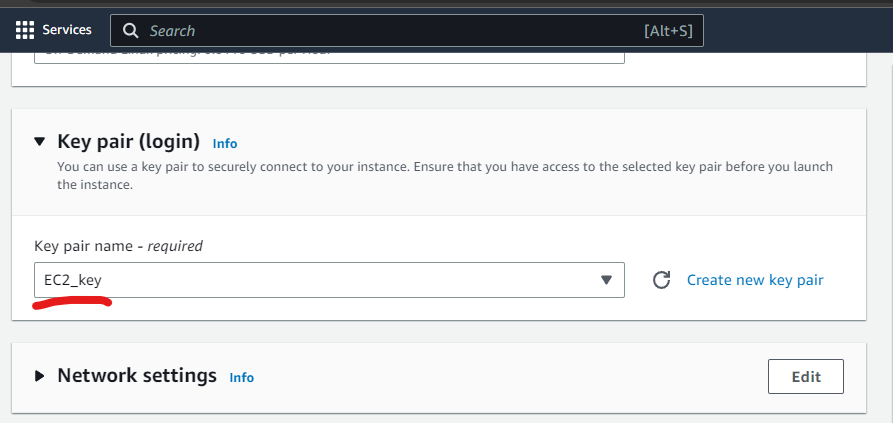 Services
Search
[Alt+S]
Key pair (login) Info
You can use a key pair to securely connect to your instance. Ensure that you have access to the selected key pair before you launch
the instance.
Key pair name - required
EC2_key
Create new key pair
Network settings Info
Edit